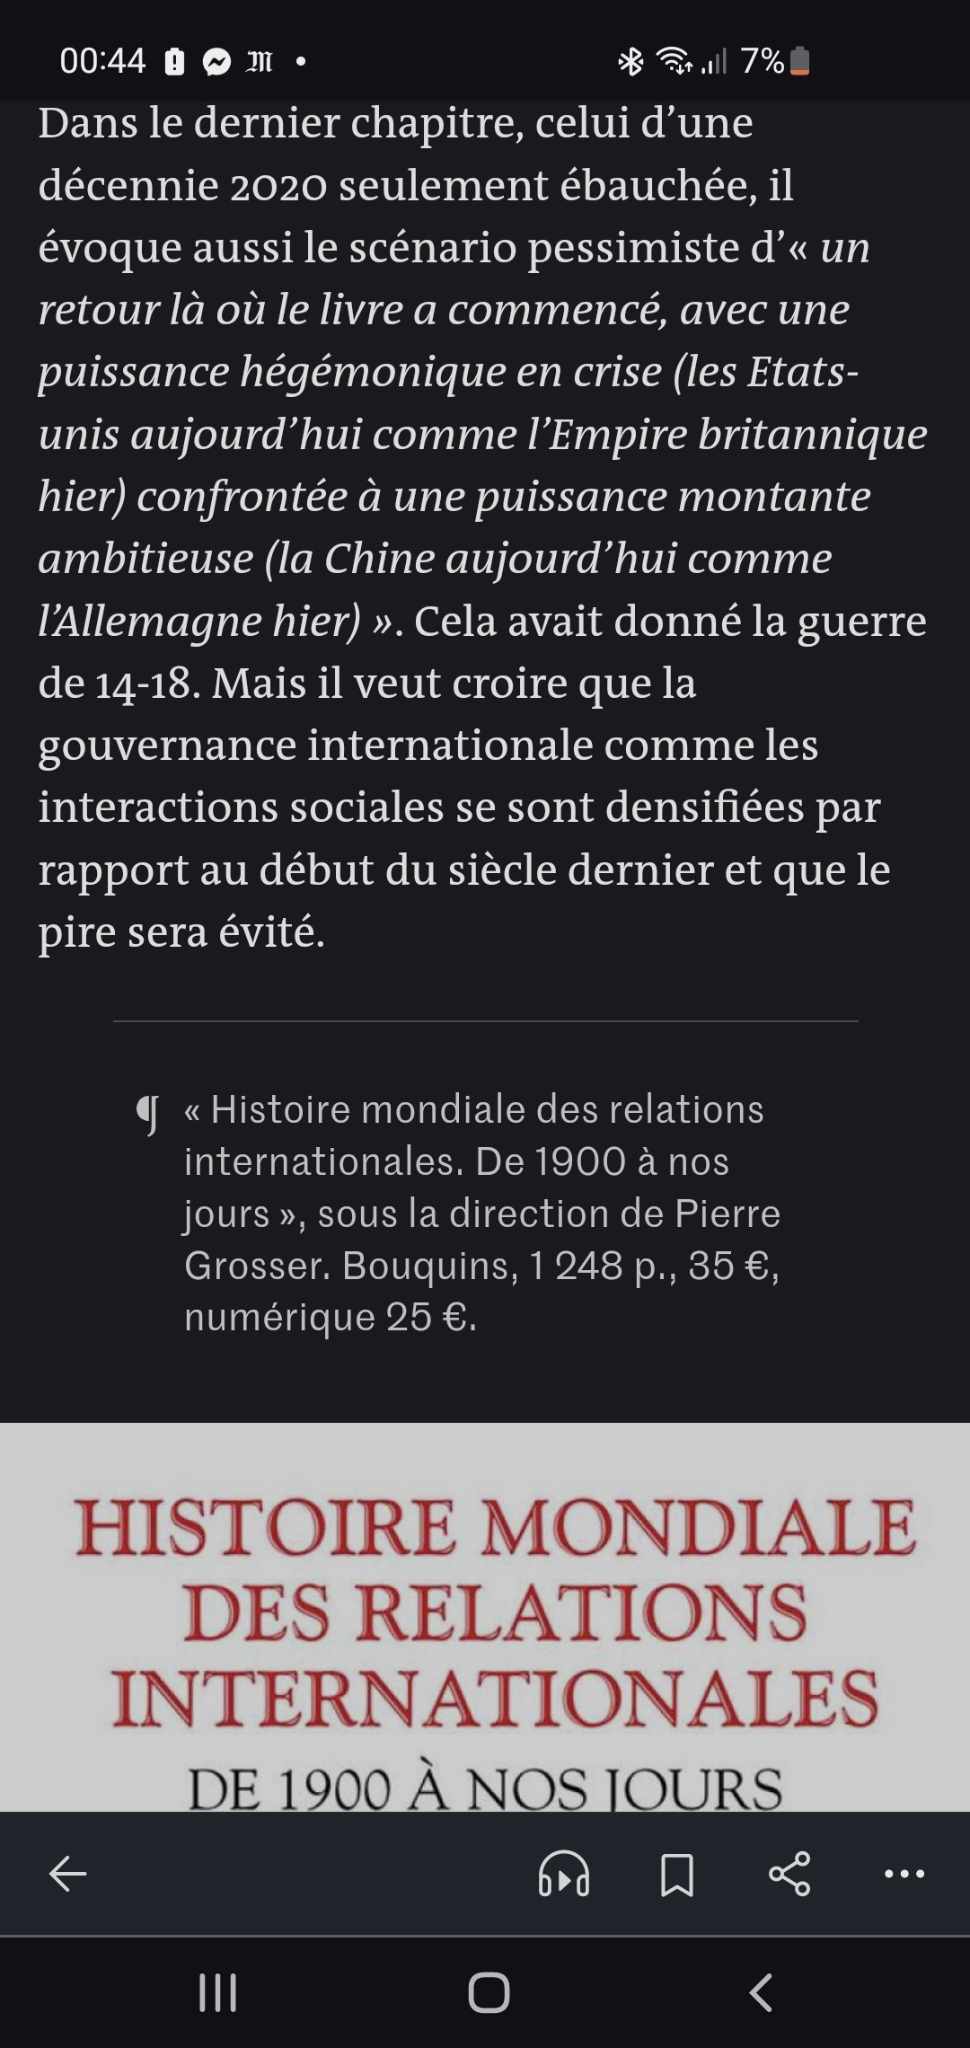 00:44
7%
Dans le dernier chapitre, celui d’une
décennie 2020 seulement ébauchée, il
évoque aussi le scénario pessimiste d’« un
retour là où le livre a commencé, avec une
puissance hégémonique en crise (les Etats-
unis aujourd’hui comme l’Empire britannique
hier) confrontée à une puissance montante
ambitieuse (la Chine aujourd’hui comme
l’Allemagne hier) ». Cela avait donné la guerre
de 14-18. Mais il veut croire que la
gouvernance internationale comme les
interactions sociales se sont densifiées par
rapport au début du siècle dernier et que le
pire sera évité.
¶ « Histoire mondiale des relations
internationales. De 1900 à nos
jours », sous la direction de Pierre
Grosser. Bouquins, 1 248 p., 35 €,
numérique 25 €.
HISTOIRE MONDIALE
DES RELATIONS
INTERNATIONALES
DE 1900 À NOS JOURS